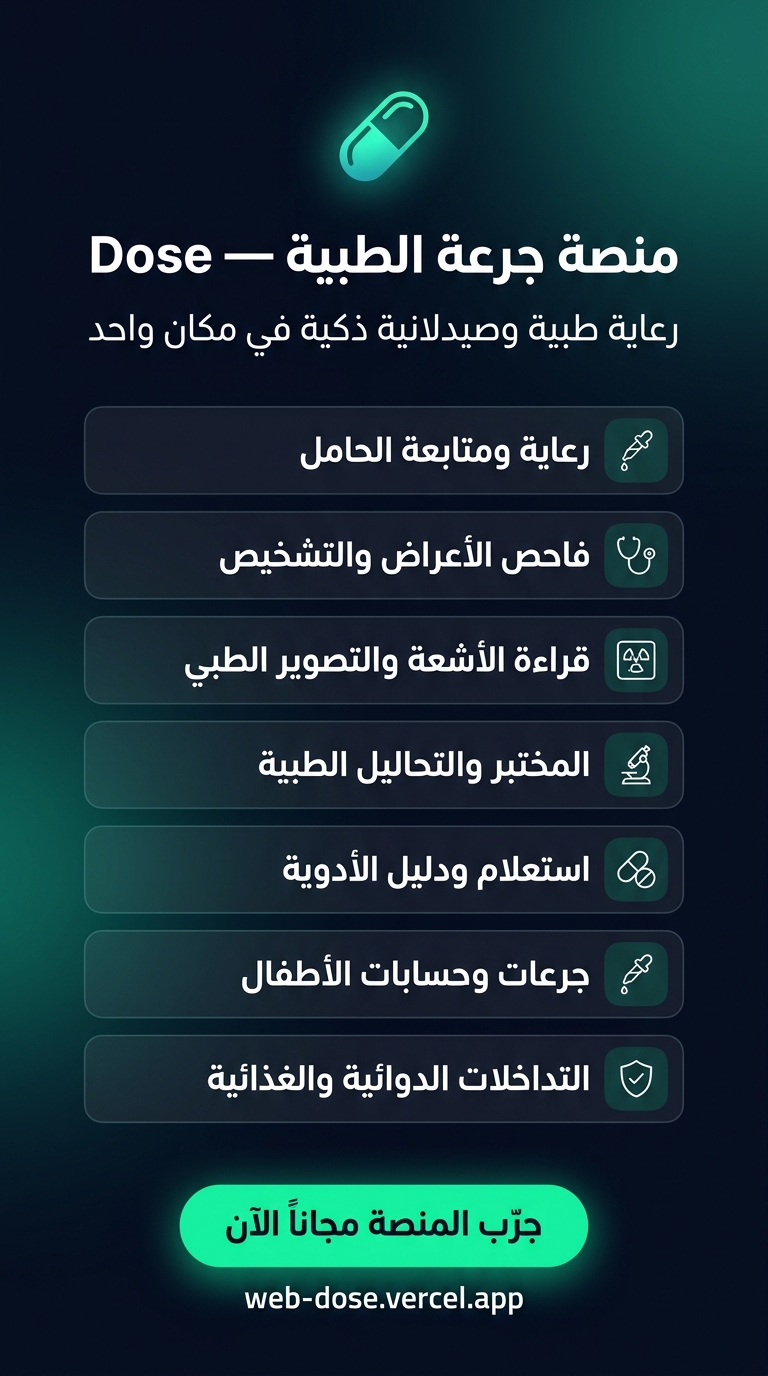 منصة جرعة الطبية — Dose
رعاية طبية وصيدلانية ذكية في مكان واحد
رعاية ومتابعة الحامل
فاحص الأعراض والتشخيص
قراءة الأشعة والتصوير الطبي
المختبر والتحاليل الطبية
استعلام ودليل الأدوية
جرعات وحسابات الأطفال
التداخلات الدوائية والغذائية
جرّب المنصة مجاناً الآن
web-dose.vercel.app